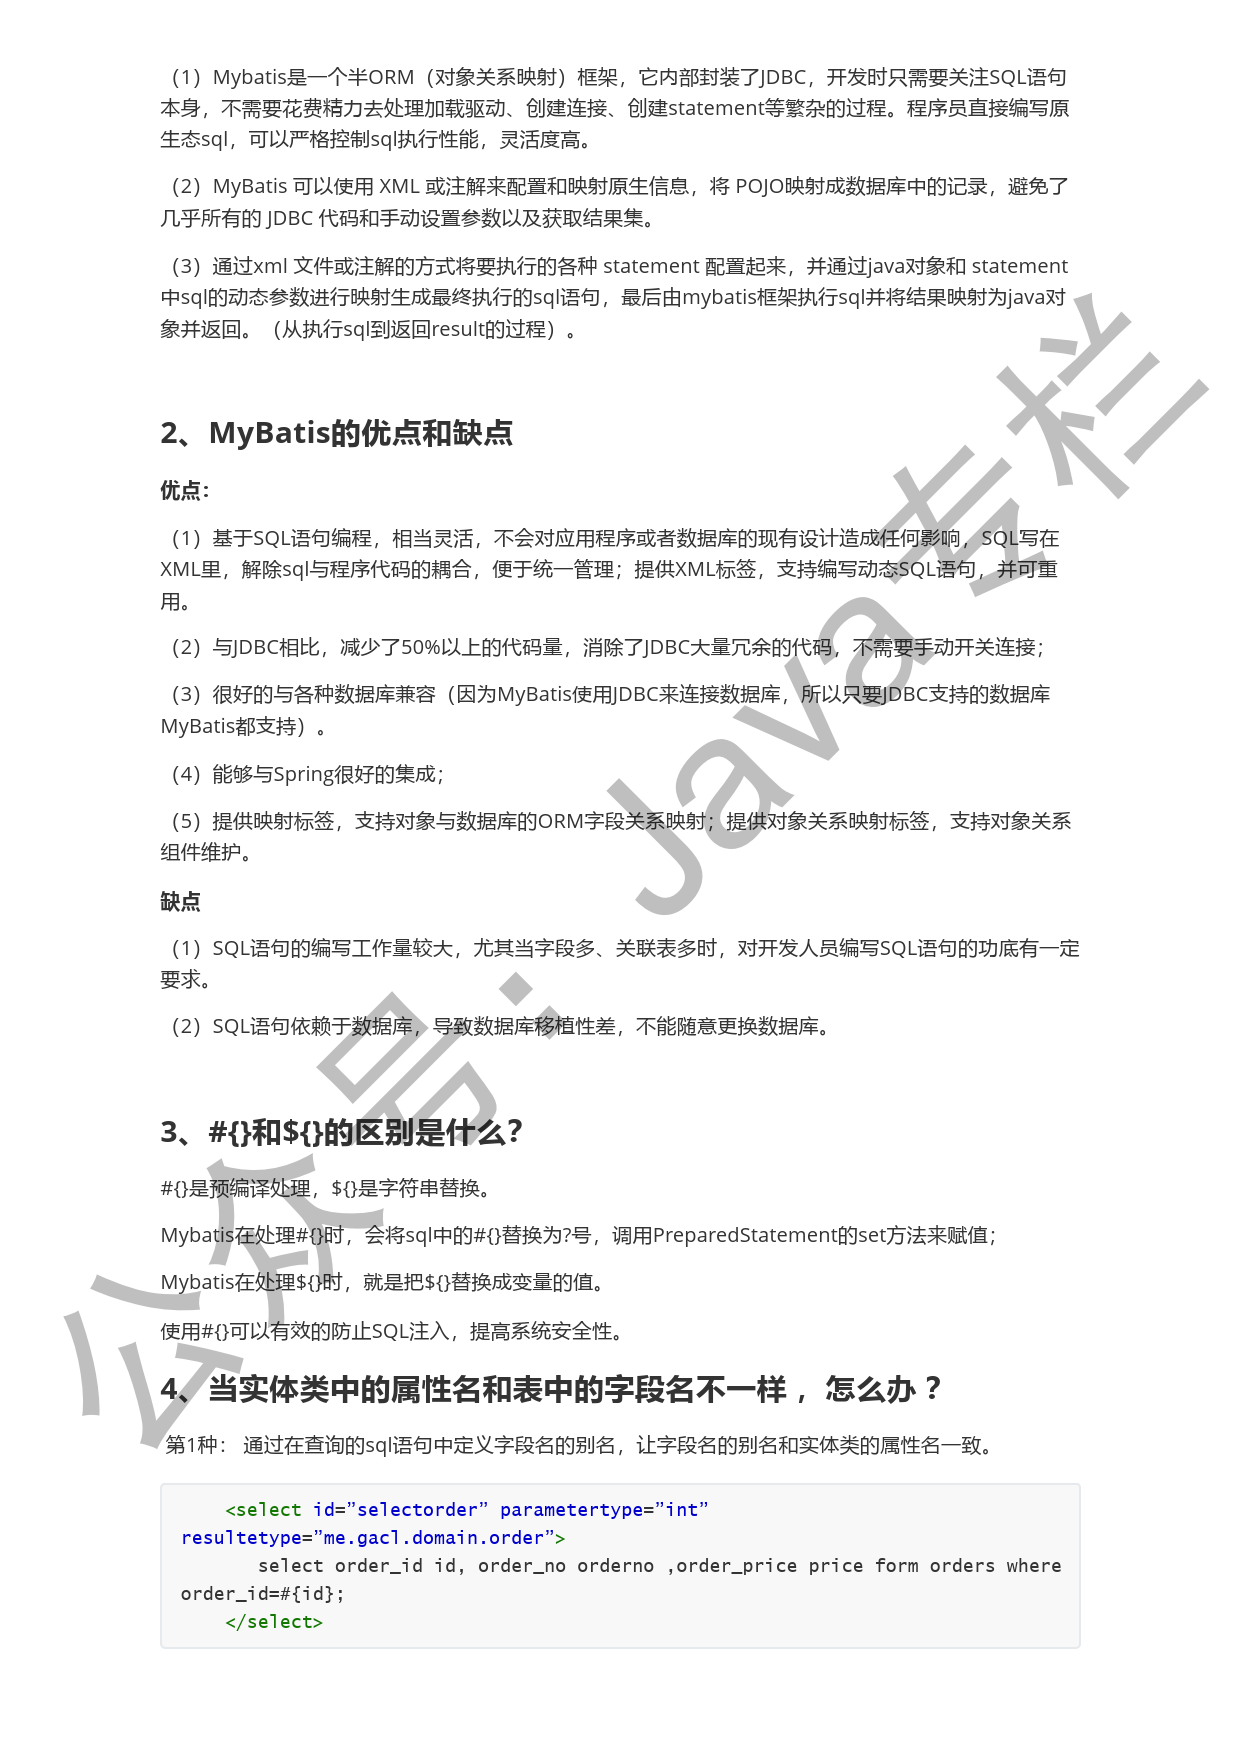 （1）Mybatis是一个半ORM（对象关系映射）框架，它内部封装了JDBC，开发时只需要关注SQL语句
本身，不需要花费精力去处理加载驱动、创建连接、创建statement等繁杂的过程。程序员直接编写原
生态sql，可以严格控制sql执行性能，灵活度高。
（2）MyBatis 可以使用 XML 或注解来配置和映射原生信息，将 POJO映射成数据库中的记录，避免了
几乎所有的 JDBC 代码和手动设置参数以及获取结果集。
（3）通过xml 文件或注解的方式将要执行的各种 statement 配置起来，并通过java对象和 statement
中sql的动态参数进行映射生成最终执行的sql语句，最后由mybatis框架执行sql并将结果映射为java对
象并返回。（从执行sql到返回result的过程）。
2、MyBatis的优点和缺点
优点：
（1）基于SQL语句编程，相当灵活，不会对应用程序或者数据库的现有设计造成任何影响，SQL写在
XML里，解除sql与程序代码的耦合，便于统一管理；提供XML标签，支持编写动态SQL语句，并可重
用。
（2）与JDBC相比，减少了50%以上的代码量，消除了JDBC大量冗余的代码，不需要手动开关连接；
（3）很好的与各种数据库兼容（因为MyBatis使用JDBC来连接数据库，所以只要JDBC支持的数据库
MyBatis都支持）。
（4）能够与Spring很好的集成；
（5）提供映射标签，支持对象与数据库的ORM字段关系映射；提供对象关系映射标签，支持对象关系
组件维护。
缺点
（1）SQL语句的编写工作量较大，尤其当字段多、关联表多时，对开发人员编写SQL语句的功底有一定
要求。
（2）SQL语句依赖于数据库，导致数据库移植性差，不能随意更换数据库。
3、#{}和${}的区别是什么？
#{}是预编译处理，${}是字符串替换。
Mybatis在处理#{}时，会将sql中的#{}替换为?号，调用PreparedStatement的set方法来赋值；
Mybatis在处理${}时，就是把${}替换成变量的值。
使用#{}可以有效的防止SQL注入，提高系统安全性。
4、当实体类中的属性名和表中的字段名不一样 ，怎么办 ？
第1种： 通过在查询的sql语句中定义字段名的别名，让字段名的别名和实体类的属性名一致。
<select id=”selectorder” parametertype=”int”
resultetype=”me.gacl.domain.order”>
select order_id id, order_no orderno ,order_price price form orders where
order_id=#{id};
</select>
公众号：Java专栏